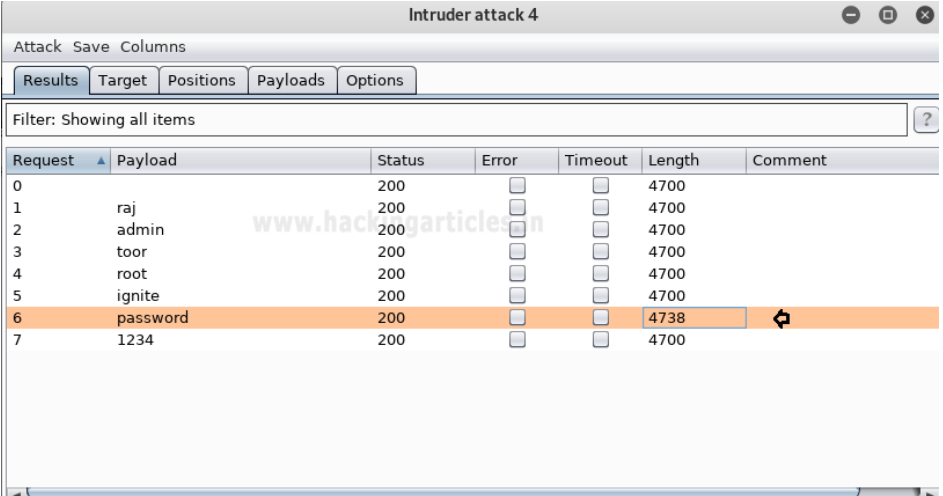 Intruder attack 4
Attack Save Columns
Results Target Positions Payloads Options
Filter: Showing all items
?
Request Payload Status Error Timeout Length Comment
0 200 4700
1 raj 200 4700
www.hackingarticles.in
2 admin 200 4700
3 toor 200 4700
4 root 200 4700
5 ignite 200 4700
6 password 200 4738
7 1234 200 4700